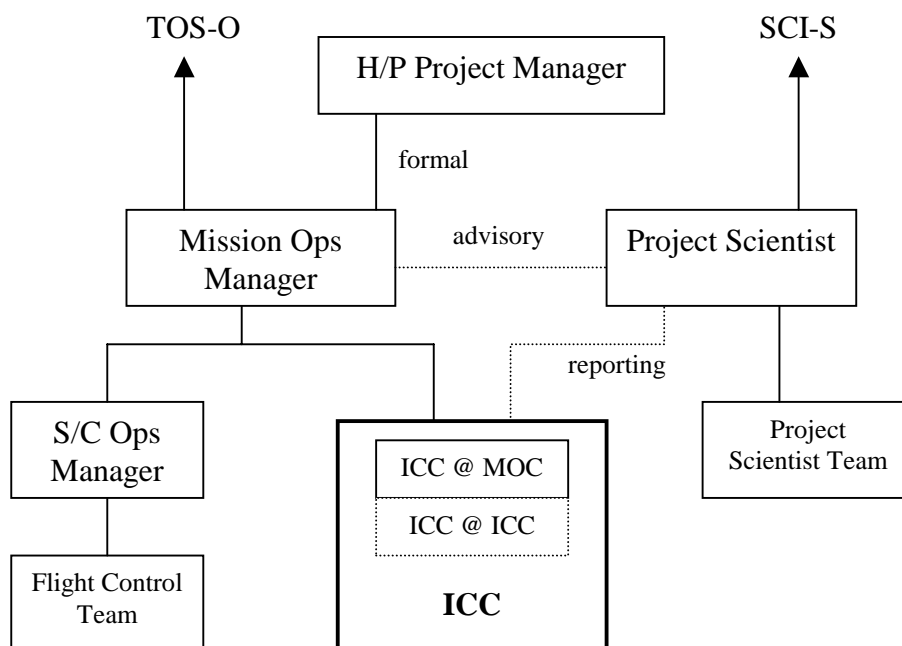 TOS-O
SCI-S
H/P Project Manager
formal
Mission Ops
Manager
advisory
Project Scientist
reporting
S/C Ops
Manager
ICC @ MOC
ICC @ ICC
ICC
Project
Scientist Team
Flight Control
Team